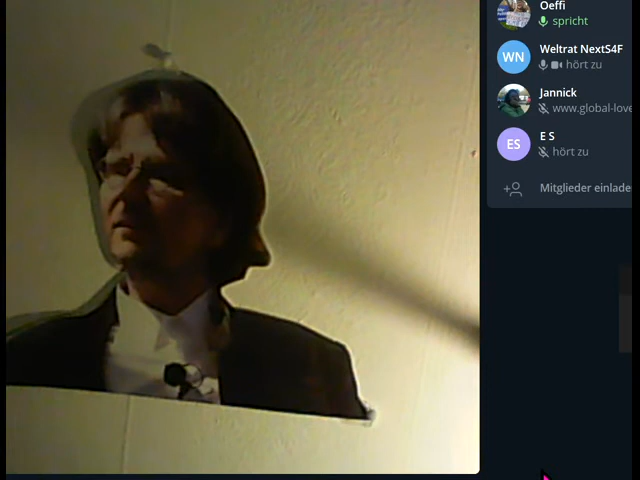 Oeffi
spricht
WN
Weltrat NextS4F
hört zu
Jannick
www.global-love
ES
E S
hört zu
Mitglieder einlade